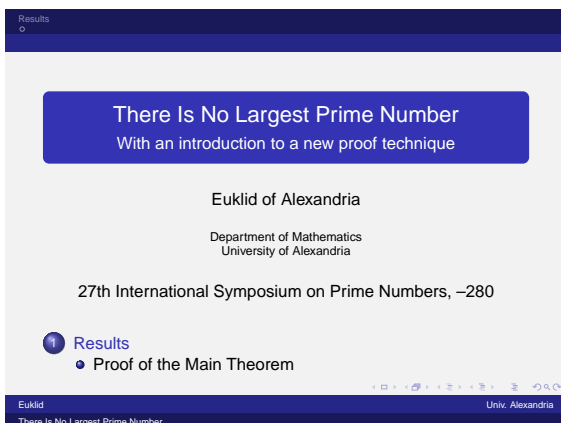 Results
There Is No Largest Prime Number
With an introduction to a new proof technique
Euklid of Alexandria
Department of Mathematics
University of Alexandria
27th International Symposium on Prime Numbers, –280
1 Results
Proof of the Main Theorem
Euklid Univ. Alexandria
There Is No Largest Prime Number